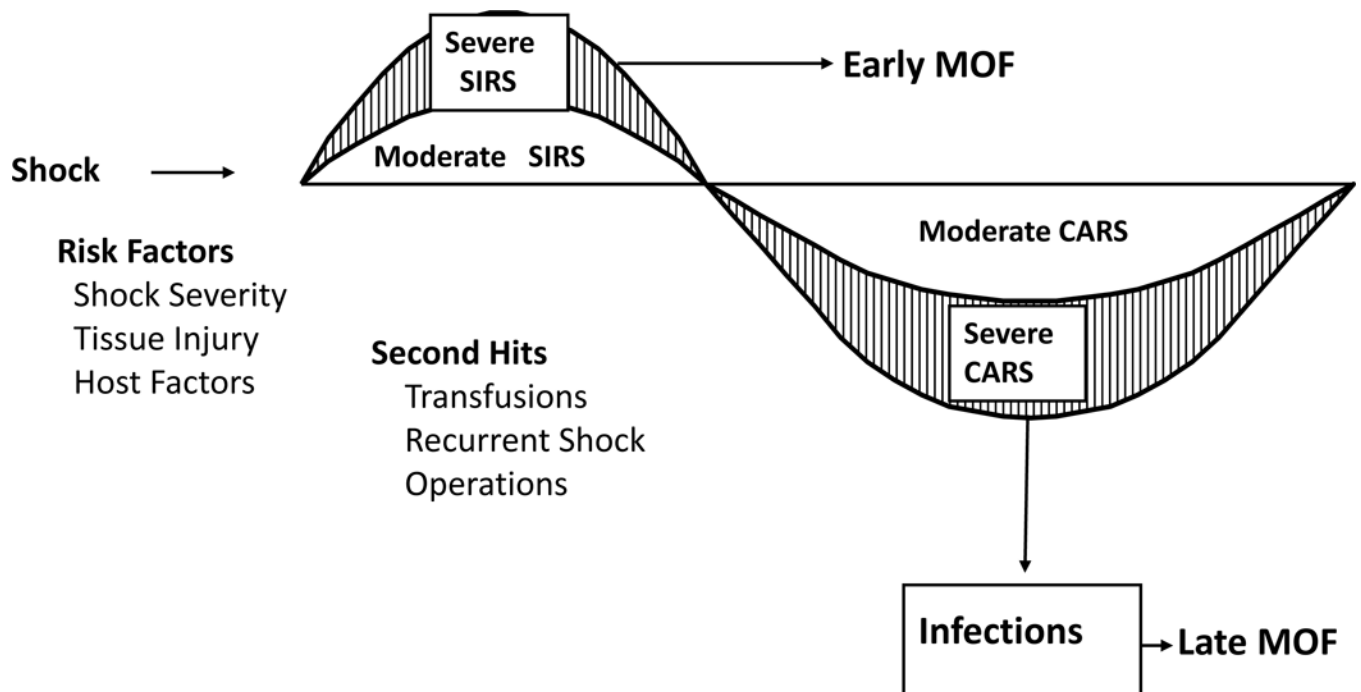 Severe
SIRS
Early MOF
Moderate SIRS
Shock
Risk Factors
Shock Severity
Tissue Injury
Host Factors
Second Hits
Transfusions
Recurrent Shock
Operations
Moderate CARS
Severe
CARS
Infections
Late MOF